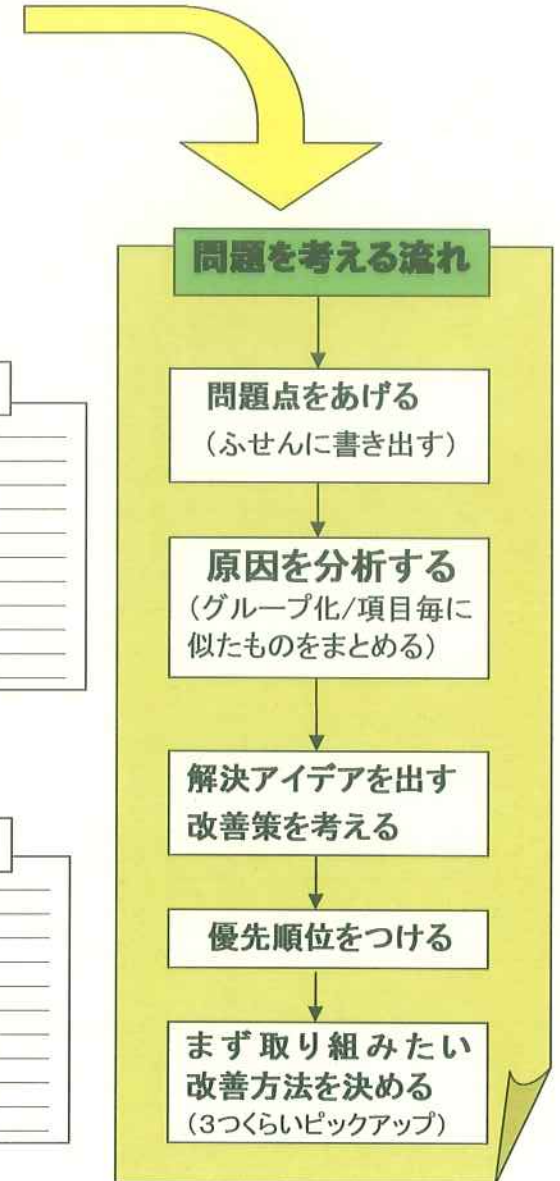 問題を考える流れ
問題点をあげる
(ふせんに書き出す)
原因を分析する
(グループ化/項目毎に
似たものをまとめる)
解決アイデアを出す
改善策を考える
優先順位をつける
まず取り組みたい
改善方法を決める
(3つくらいピックアップ)